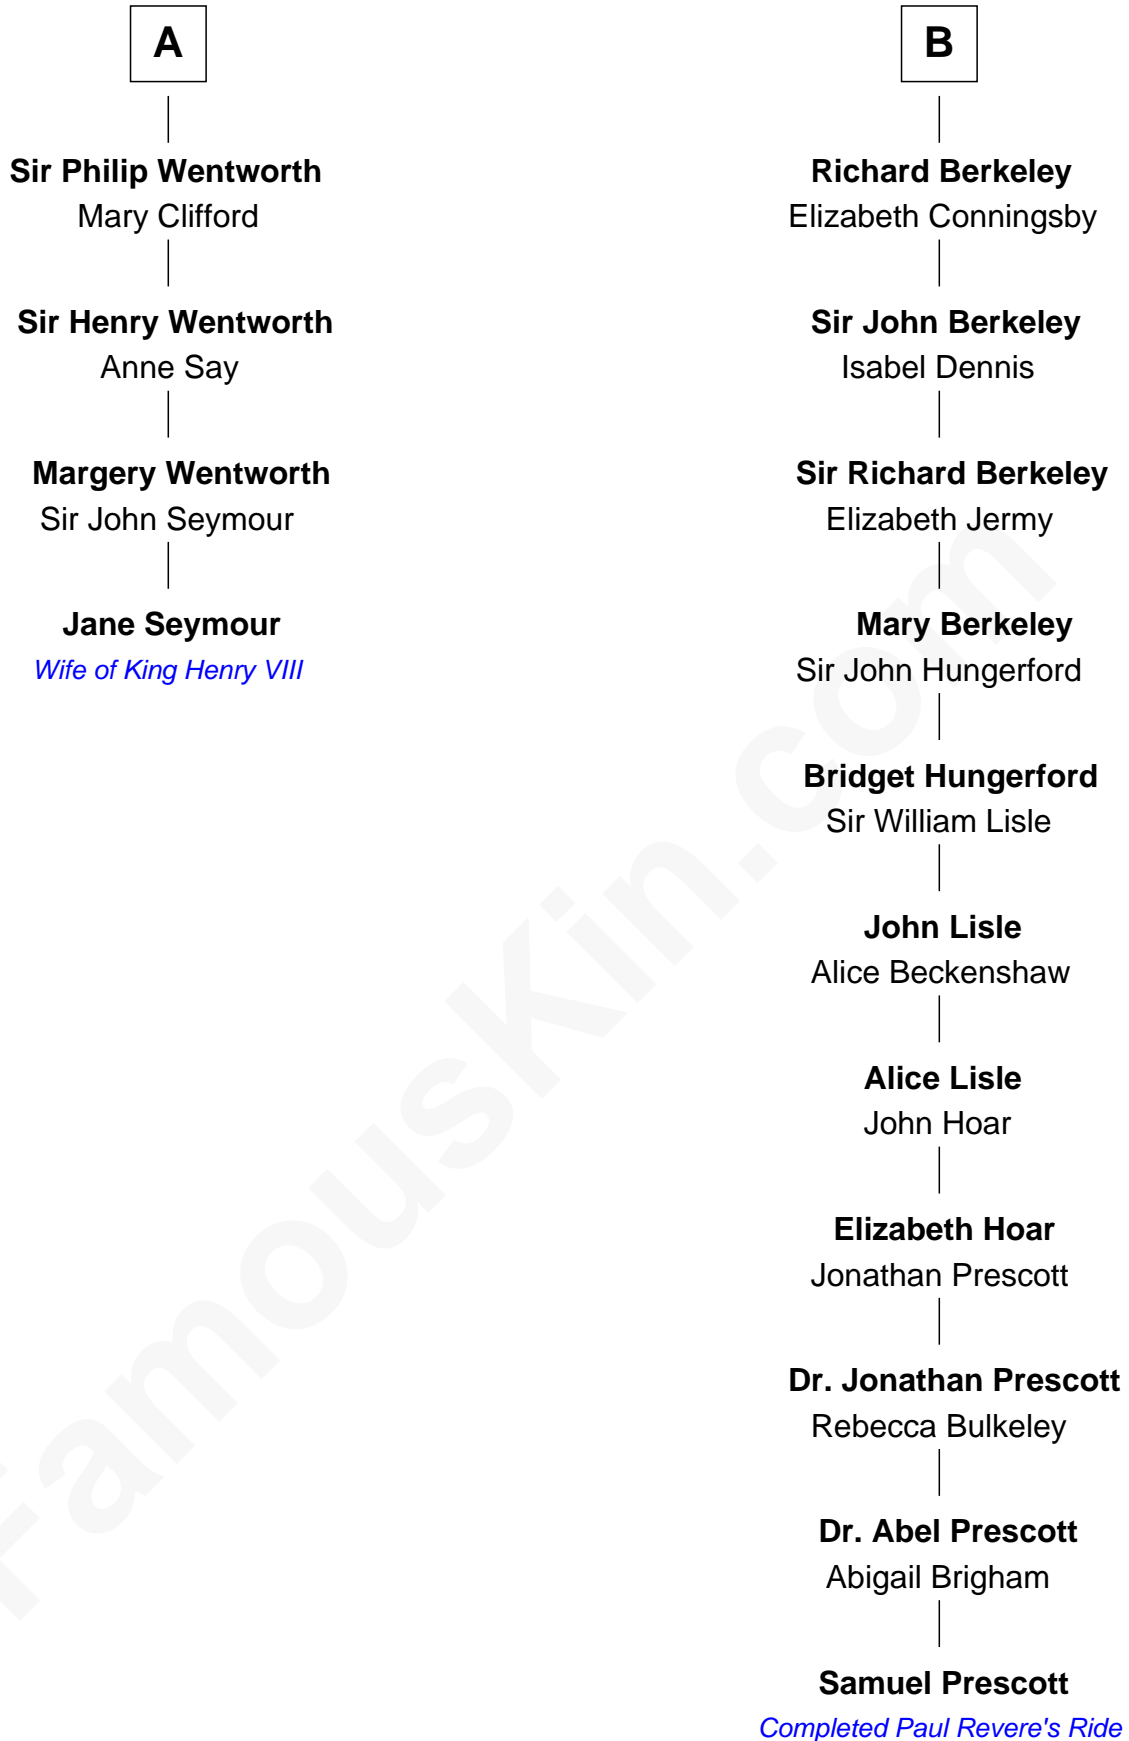 A
Sir Philip Wentworth
Mary Clifford
Sir Henry Wentworth
Anne Say
Margery Wentworth
Sir John Seymour
Jane Seymour
Wife of King Henry VIII
B
Richard Berkeley
Elizabeth Conningsby
Sir John Berkeley
Isabel Dennis
Sir Richard Berkeley
Elizabeth Jermy
Mary Berkeley
Sir John Hungerford
Bridget Hungerford
Sir William Lisle
John Lisle
Alice Beckenshaw
Alice Lisle
John Hoar
Elizabeth Hoar
Jonathan Prescott
Dr. Jonathan Prescott
Rebecca Bulkeley
Dr. Abel Prescott
Abigail Brigham
Samuel Prescott
Completed Paul Revere's Ride
FamousKin.com